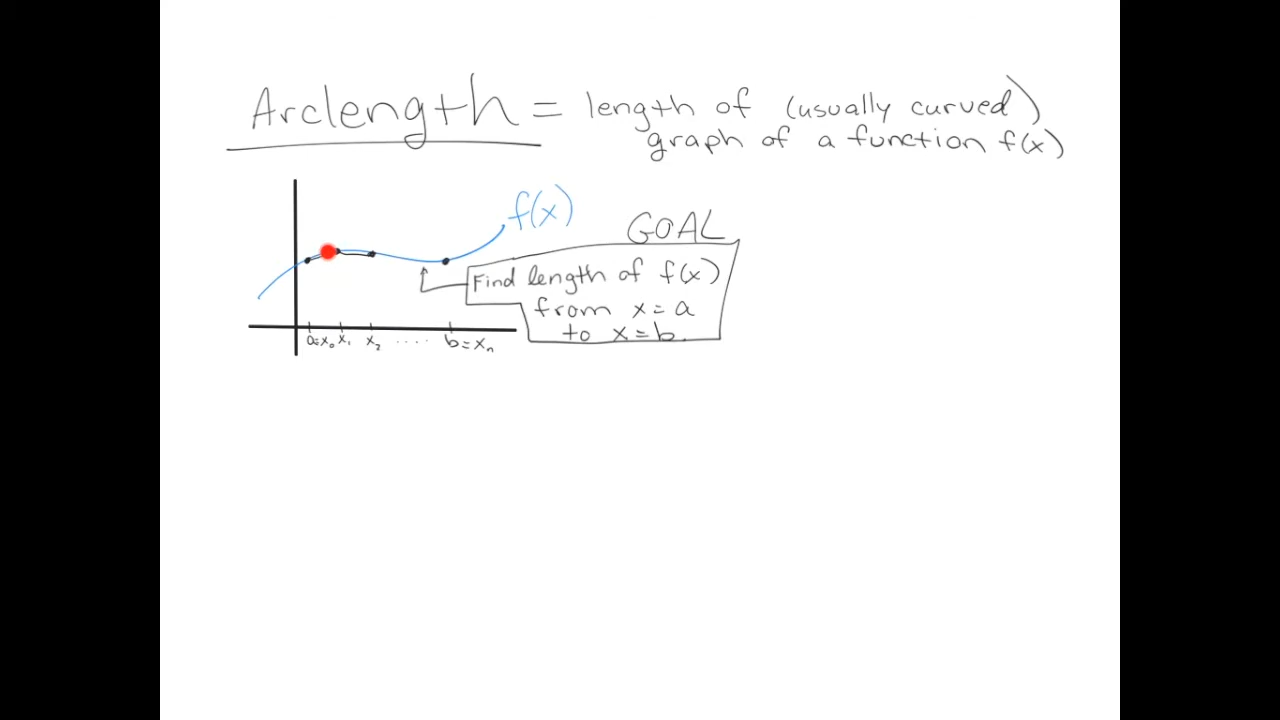 Arclength = length of (usually curved)
graph of a function f(x)
f(x)
GOAL
Find length of f(x)
from x = a
to x = b.
a=x₀ x₁ x₂ ..... b=xₙ